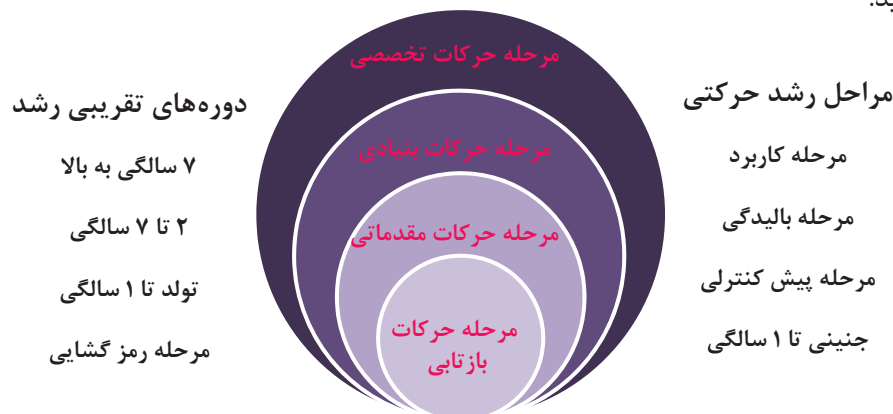 ید.
مراحل رشد حرکتی
مرحله کاربرد
مرحله بالیدگی
مرحله پیش کنترلی
جنینی تا ۱ سالگی
مرحله حرکات تخصصی
مرحله حرکات بنیادی
مرحله حرکات مقدماتی
مرحله حرکات
بازتابی
دوره‌های تقریبی رشد
۷ سالگی به بالا
۲ تا ۷ سالگی
تولد تا ۱ سالگی
مرحله رمز گشایی